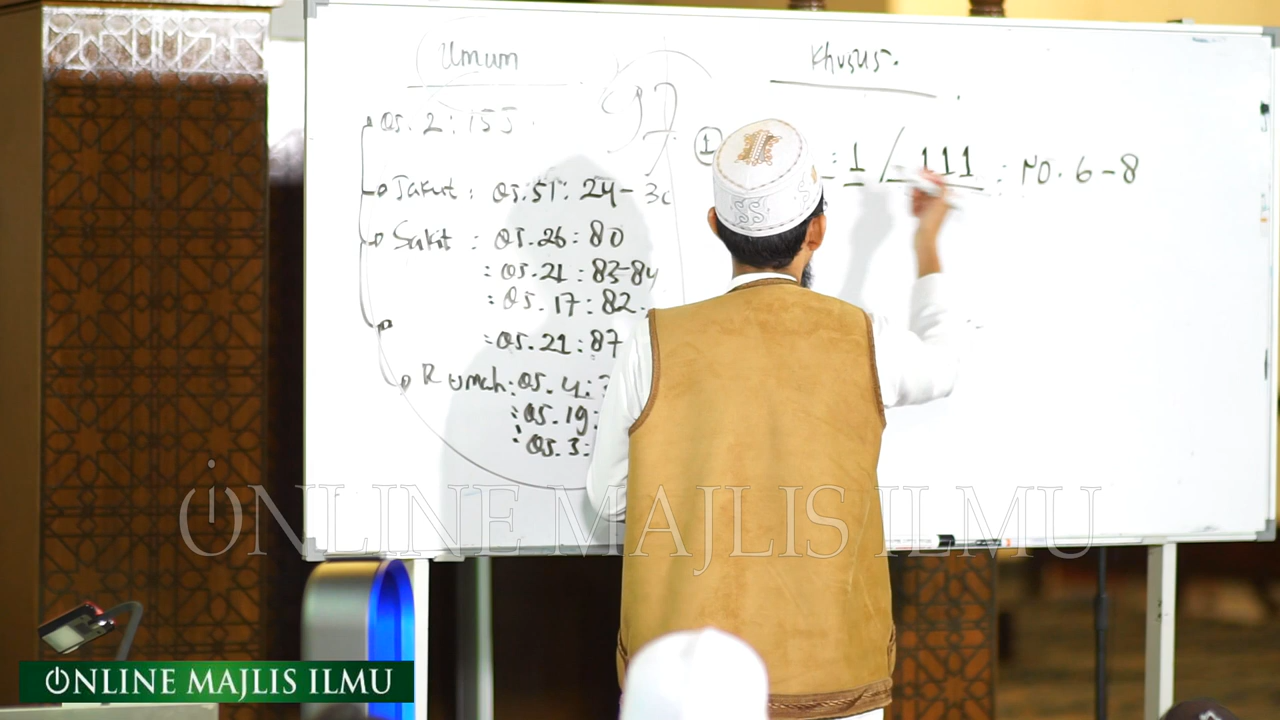 Umum
QS. 2 : 155.
Takut : QS. 51 : 24 - 30
Sakit : QS. 26 : 80
: QS. 21 : 83-84
: QS. 17 : 82.
: QS. 21 : 87
Rumah : QS. 4 :
: QS. 19 :
: QS. 3 :
97
Khusus.
1
: 1 / 111 : NO. 6 - 8
ONLINE MAJLIS ILMU
ONLINE MAJLIS ILMU